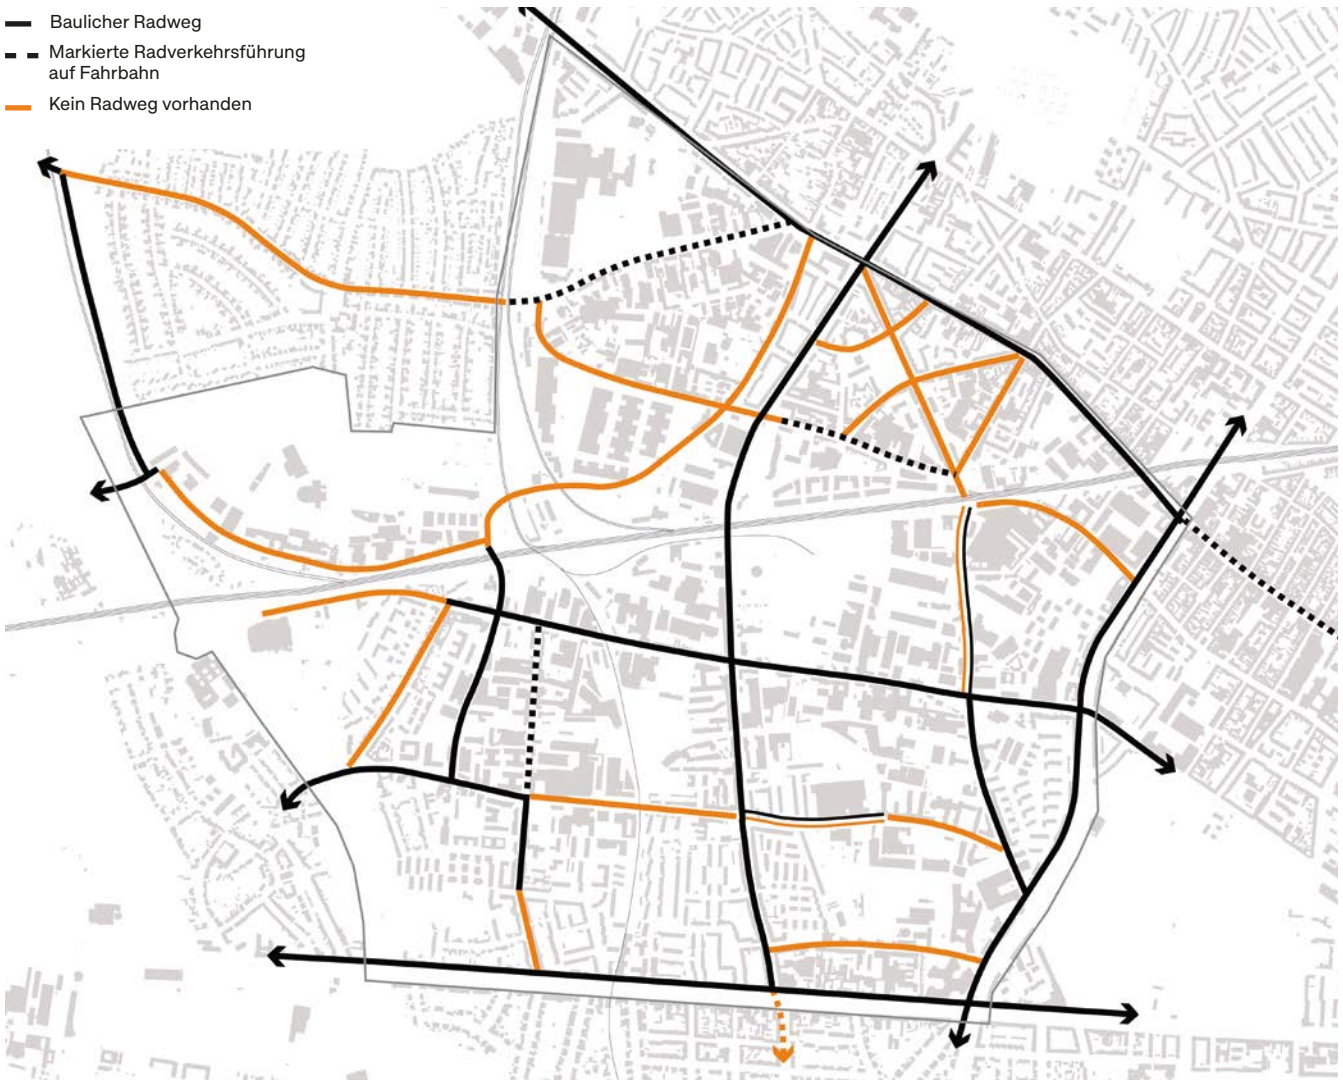 Baulicher Radweg
Markierte Radverkehrsführung
auf Fahrbahn
Kein Radweg vorhanden